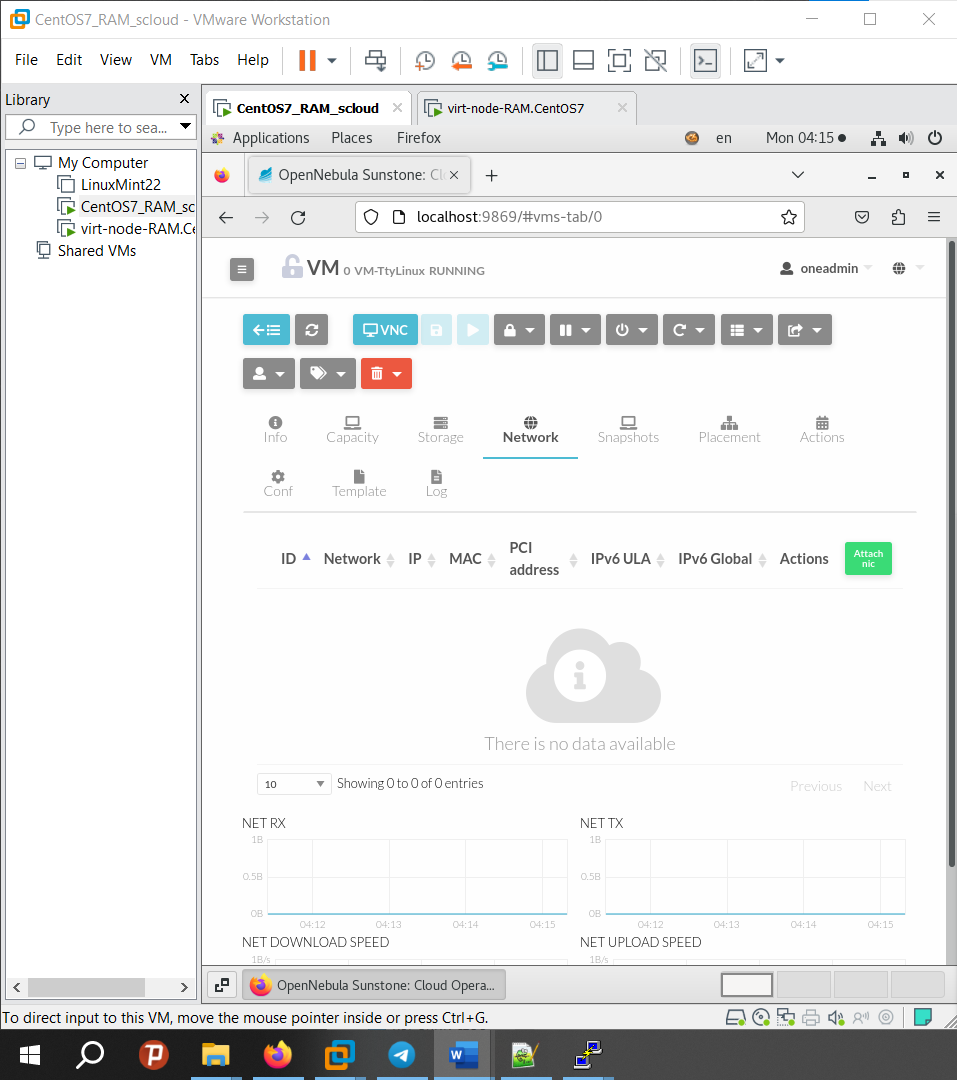 CentOS7_RAM_scloud - VMware Workstation
File Edit View VM Tabs Help
Library
Type here to sea...
My Computer
LinuxMint22
CentOS7_RAM_sc
virt-node-RAM.Ce
Shared VMs
CentOS7_RAM_scloud
virt-node-RAM.CentOS7
Applications Places Firefox en Mon 04:15
OpenNebula Sunstone: Cl
localhost:9869/#vms-tab/0
VM 0 VM-TtyLinux RUNNING
oneadmin
VNC
Info Capacity Storage Network Snapshots Placement Actions
Conf Template Log
ID Network IP MAC PCI address IPv6 ULA IPv6 Global Actions
Attach
nic
There is no data available
10 Showing 0 to 0 of 0 entries
Previous Next
NET RX
1B
0.5B
0B
04:12 04:13 04:14 04:15
NET TX
1B
0.5B
0B
04:12 04:13 04:14 04:15
NET DOWNLOAD SPEED
1B/s
NET UPLOAD SPEED
1B/s
OpenNebula Sunstone: Cloud Opera...
To direct input to this VM, move the mouse pointer inside or press Ctrl+G.